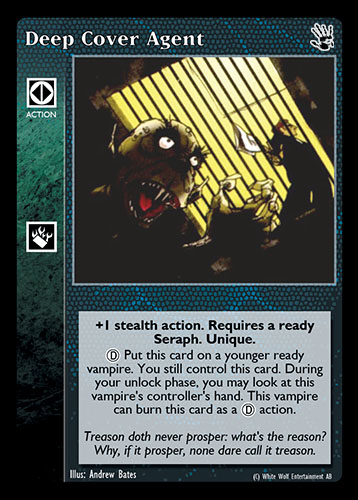 Deep Cover Agent
ACTION
+1 stealth action. Requires a ready
Seraph. Unique.
Ⓓ Put this card on a younger ready
vampire. You still control this card. During
your unlock phase, you may look at this
vampire's controller's hand. This vampire
can burn this card as a Ⓓ action.
Treason doth never prosper: what's the reason?
Why, if it prosper, none dare call it treason.
Illus: Andrew Bates
(C) White Wolf Entertainment AB